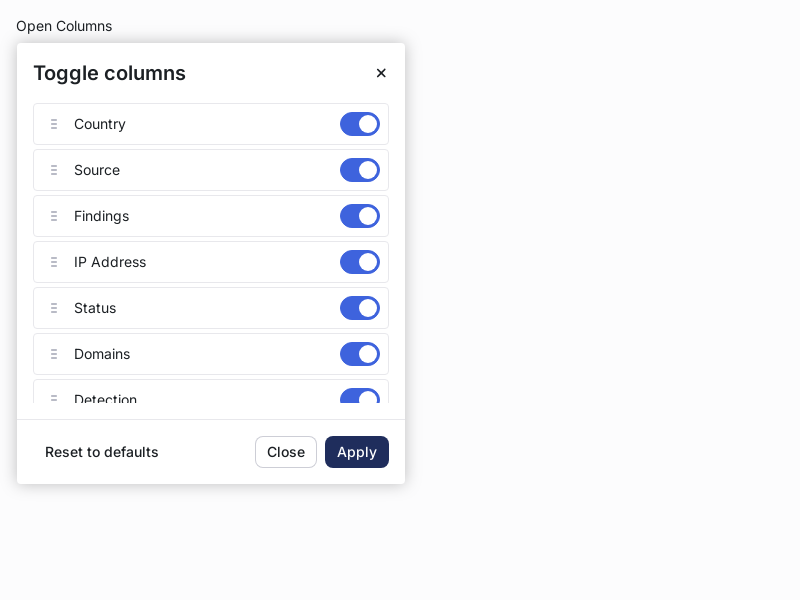 Open Columns
Toggle columns
Country
Source
Findings
IP Address
Status
Domains
Detection
Reset to defaults
Close
Apply